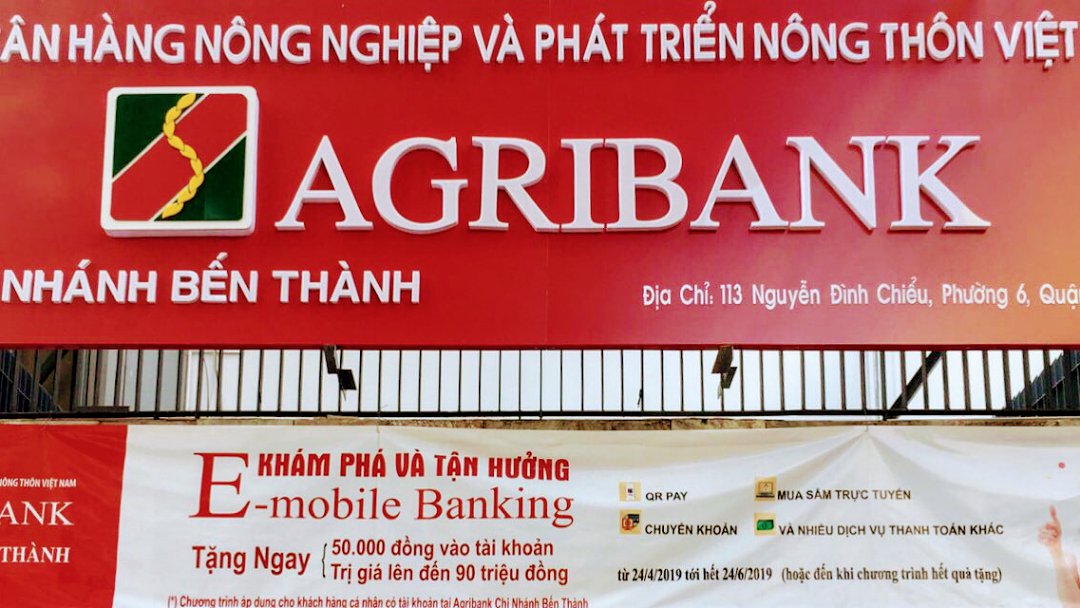 ÂN HÀNG NÔNG NGHIỆP VÀ PHÁT TRIỂN NÔNG THÔN VIỆT
AGRIBANK
NHÁNH BẾN THÀNH
Địa Chỉ: 113 Nguyễn Đình Chiểu, Phường 6, Quậ
NÔNG THÔN VIỆT NAM
ANK
THÀNH
KHÁM PHÁ VÀ TẬN HƯỞNG
E-mobile Banking
Tặng Ngay
50.000 đồng vào tài khoản
Trị giá lên đến 90 triệu đồng
(*) Chương trình áp dụng cho khách hàng cá nhân có tài khoản tại Agribank Chi Nhánh Bến Thành
QR PAY
MUA SẮM TRỰC TUYẾN
CHUYỂN KHOẢN
VÀ NHIỀU DỊCH VỤ THANH TOÁN KHÁC
từ 24/4/2019 tới hết 24/6/2019 (hoặc đến khi chương trình hết quà tặng)